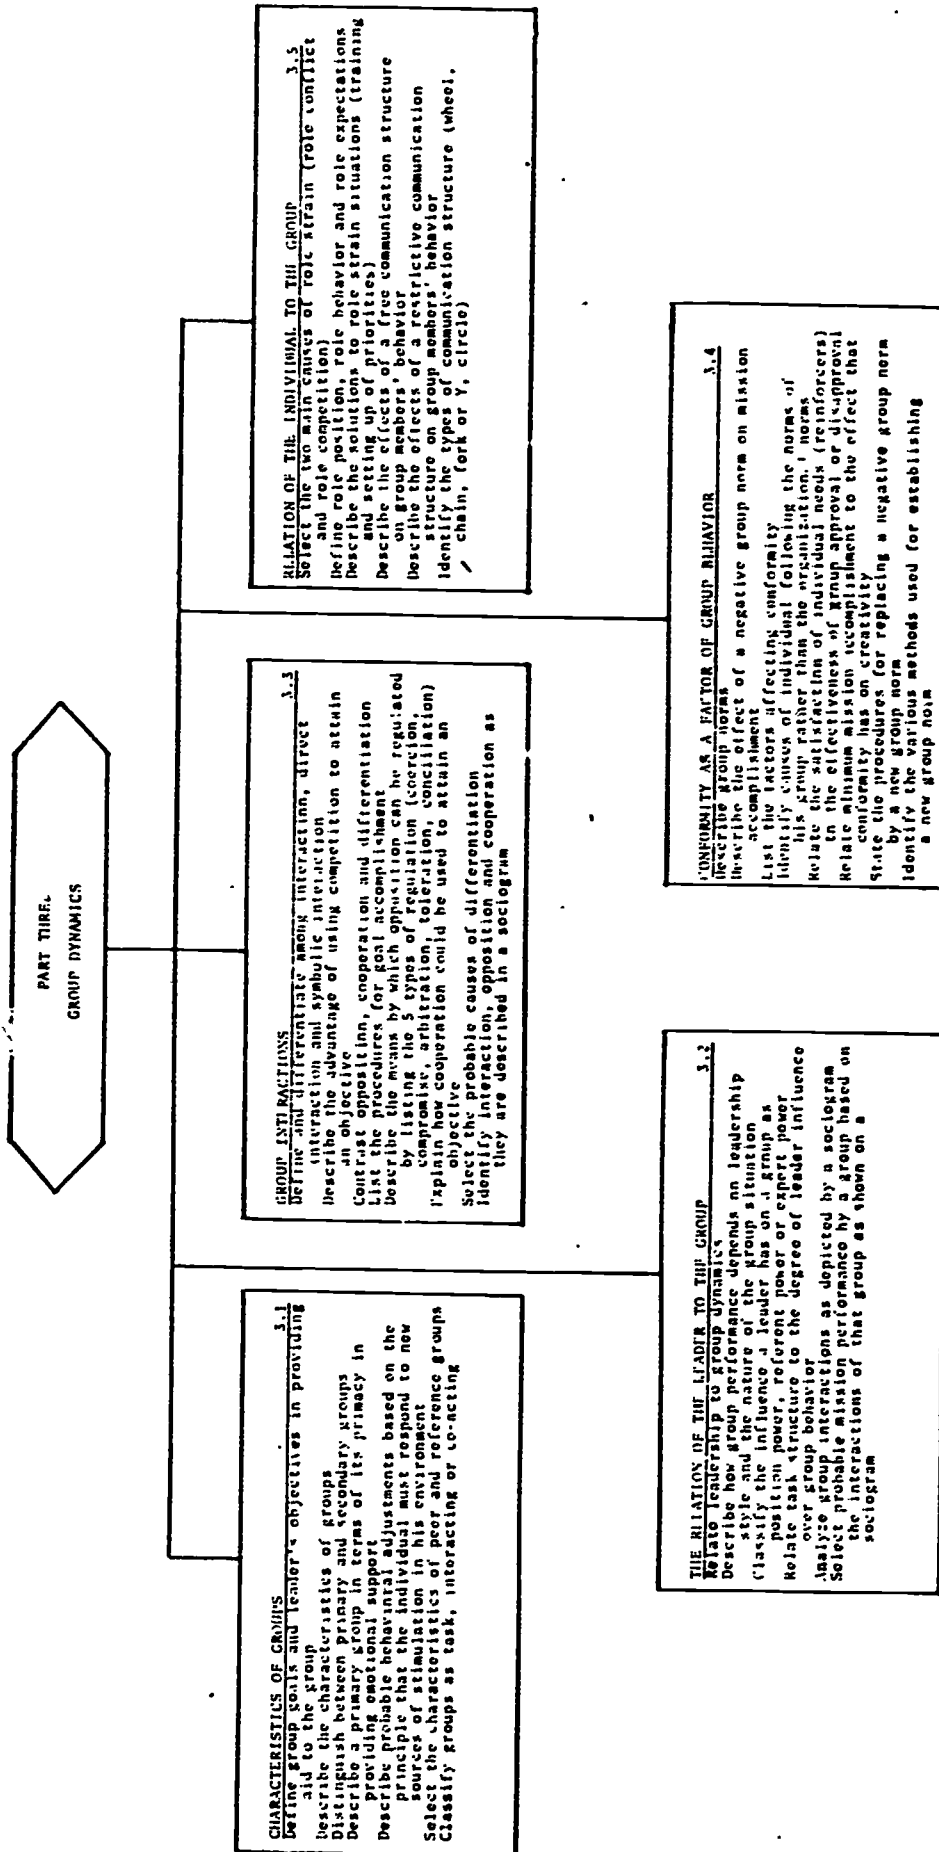 PART THREE
GROUP DYNAMICS
CHARACTERISTICS OF GROUPS 3.1
Define group goals and leader's objectives in providing
aid to the group
Describe the characteristics of groups
Distinguish between primary and secondary groups
Describe a primary group in terms of its primacy in
providing emotional support
Describe probable behavioral adjustments based on the
principle that the individual must respond to new
sources of stimulation in his environment
Select the characteristics of peer and reference groups
Classify groups as task, interacting or co-acting
THE RELATION OF THE LEADER TO THE GROUP 3.2
Relate leadership to group dynamics
Describe how group performance depends on leadership
style and the nature of the group situation
Classify the influence a leader has on a group as
position power, referent power or expert power
Relate task structure to the degree of leader influence
over group behavior
Analyze group interactions as depicted by a sociogram
Select probable mission performance by a group based on
the interactions of that group as shown on a
sociogram
GROUP INTERACTIONS 3.3
Define and differentiate among interaction, direct
interaction and symbolic interaction
Describe the advantage of using competition to attain
an objective
Contrast opposition, cooperation and differentiation
List the procedures for goal accomplishment
Describe the means by which opposition can be regulated
by listing the 5 types of regulation (coercion,
compromise, arbitration, toleration, conciliation)
Explain how cooperation could be used to attain an
objective
Select the probable causes of differentiation
Identify interaction, opposition and cooperation as
they are described in a sociogram
CONFORMITY AS A FACTOR OF GROUP BEHAVIOR 3.4
Describe group norms
Describe the effect of a negative group norm on mission
accomplishment
List the factors affecting conformity
Identify causes of individual following the norms of
his group rather than the organization's norms
Relate the satisfaction of individual needs (reinforcers)
to the effectiveness of group approval or disapproval
Relate minimum mission accomplishment to the effect that
conformity has on creativity
State the procedures for replacing a negative group norm
by a new group norm
Identify the various methods used for establishing
a new group norm
RELATION OF THE INDIVIDUAL TO THE GROUP 3.5
Select the two main causes of role strain (role conflict
and role competition)
Define role position, role behavior and role expectations
Describe the solutions to role strain situations (training
and setting up of priorities)
Describe the effects of a free communication structure
on group members' behavior
Describe the effects of a restrictive communication
structure on group members' behavior
Identify the types of communication structure (wheel,
chain, fork or Y, circle)